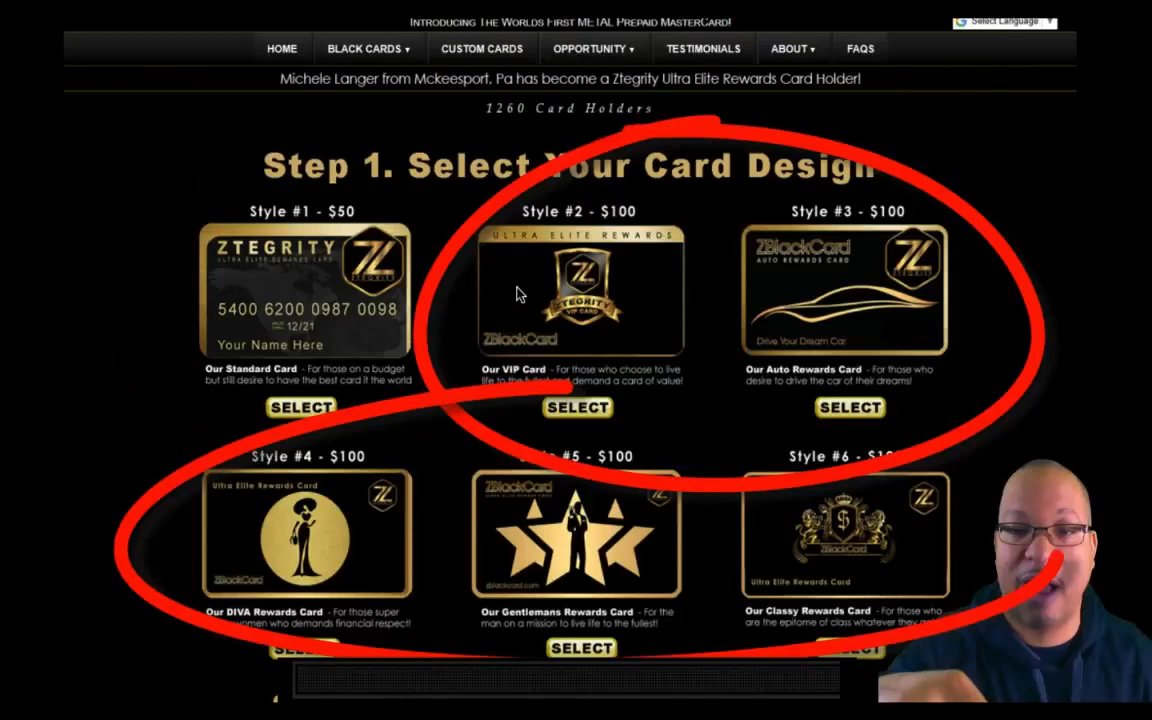 INTRODUCING THE WORLDS FIRST METAL PREPAID MASTERCARD!
Select Language ▼
HOME BLACK CARDS ▾ CUSTOM CARDS OPPORTUNITY ▾ TESTIMONIALS ABOUT ▾ FAQS
Michele Langer from Mckeesport, Pa has become a Ztegrity Ultra Elite Rewards Card Holder!
1260 Card Holders
Step 1. Select Your Card Design
Style #1 - $50 Style #2 - $100 Style #3 - $100
ZTEGRITY
ULTRA ELITE REWARDS CARD
5400 6200 0987 0098
12/21
Your Name Here
ULTRA ELITE REWARDS
ZTEGRITY
VIP CARD
ZBlackCard
ZBlackCard
AUTO REWARDS CARD
ZTEGRITY
Drive Your Dream Car
Our Standard Card - For those on a budget
but still desire to have the best card it the world
Our VIP Card - For those who choose to live
life to the fullest and demand a card of value!
Our Auto Rewards Card - For those who
desire to drive the car of their dreams!
SELECT SELECT SELECT
Style #4 - $100 Style #5 - $100 Style #6 - $100
Ultra Elite Rewards Card
ZBlackCard
ZBlackCard
zblackcard.com
ZBlackCard
Ultra Elite Rewards Card
Our DIVA Rewards Card - For those super
women who demands financial respect!
Our Gentlemans Rewards Card - For the
man on a mission to live life to the fullest!
Our Classy Rewards Card - For those who
are the epitome of class whatever they
SELECT SELECT SELECT